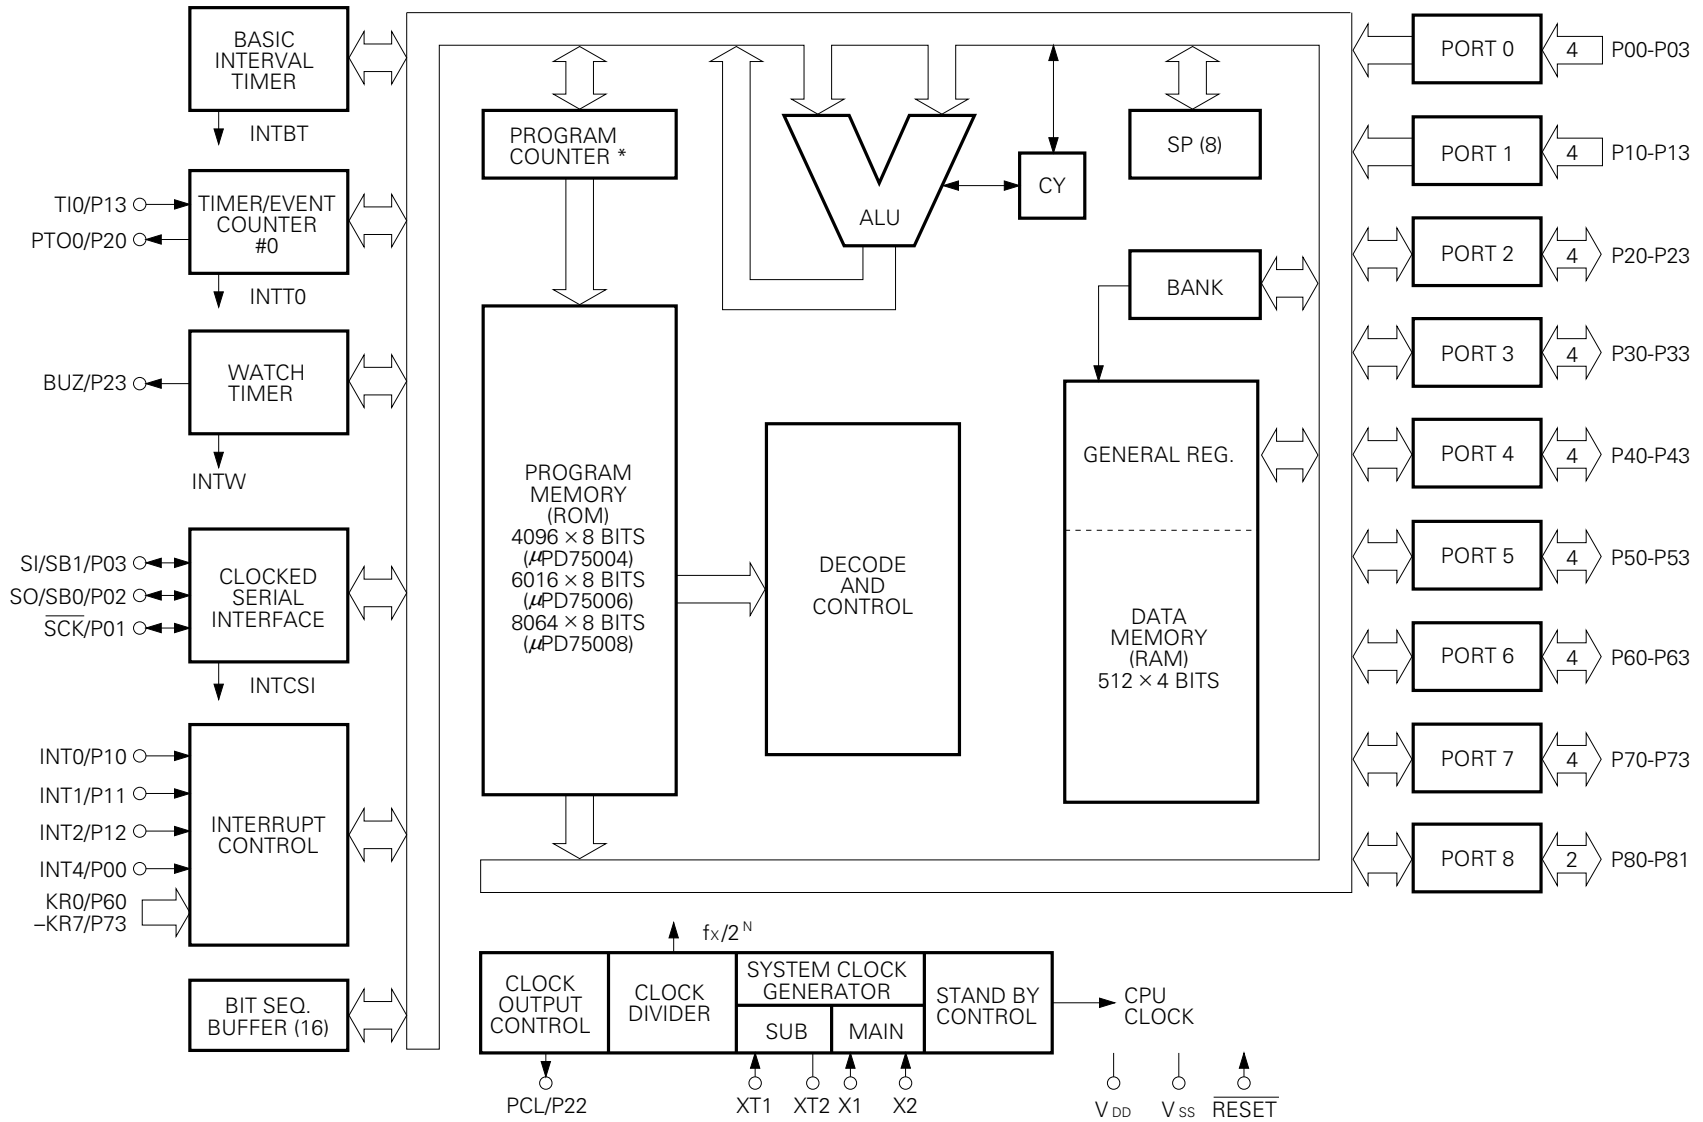 BASIC
INTERVAL
TIMER
INTBT
TI0/P13
PTO0/P20
TIMER/EVENT
COUNTER
#0
INTT0
BUZ/P23
WATCH
TIMER
INTW
SI/SB1/P03
SO/SB0/P02
SCK/P01
CLOCKED
SERIAL
INTERFACE
INTCSI
INT0/P10
INT1/P11
INT2/P12
INT4/P00
KR0/P60
–KR7/P73
INTERRUPT
CONTROL
BIT SEQ.
BUFFER (16)
PROGRAM
COUNTER *
ALU
CY
SP (8)
BANK
PROGRAM
MEMORY
(ROM)
4096 × 8 BITS
(μPD75004)
6016 × 8 BITS
(μPD75006)
8064 × 8 BITS
(μPD75008)
DECODE
AND
CONTROL
GENERAL REG.
DATA
MEMORY
(RAM)
512 × 4 BITS
PORT 0 4 P00-P03
PORT 1 4 P10-P13
PORT 2 4 P20-P23
PORT 3 4 P30-P33
PORT 4 4 P40-P43
PORT 5 4 P50-P53
PORT 6 4 P60-P63
PORT 7 4 P70-P73
PORT 8 2 P80-P81
fx/2 N
CLOCK
OUTPUT
CONTROL
CLOCK
DIVIDER
SYSTEM CLOCK
GENERATOR
SUB
MAIN
STAND BY
CONTROL
CPU
CLOCK
PCL/P22
XT1
XT2
X1
X2
VDD
VSS
RESET